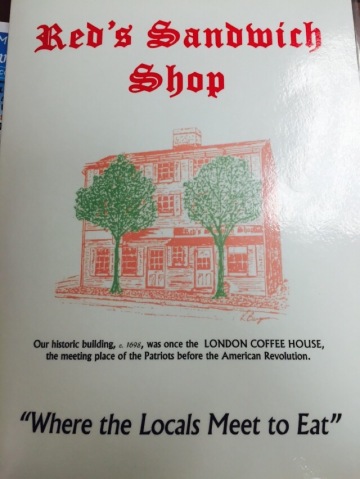 Red's Sandwich
Shop
Our historic building, c. 1698, was once the LONDON COFFEE HOUSE,
the meeting place of the Patriots before the American Revolution.
"Where the Locals Meet to Eat"